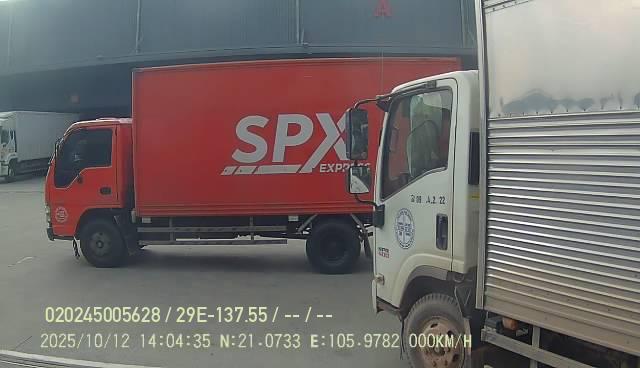 A
SPX
EXPRESS
020245005628 / 29E-137.55 / -- / --
2025/10/12 14:04:35 N:21.0733 E:105.9782 000KM/H